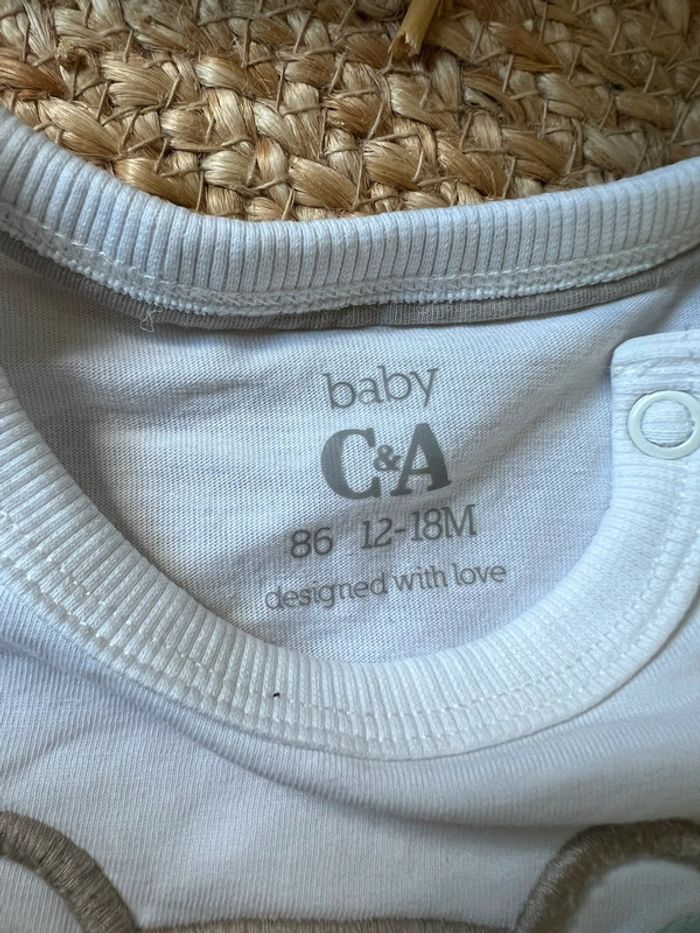 baby
C&A
86 12-18M
designed with love